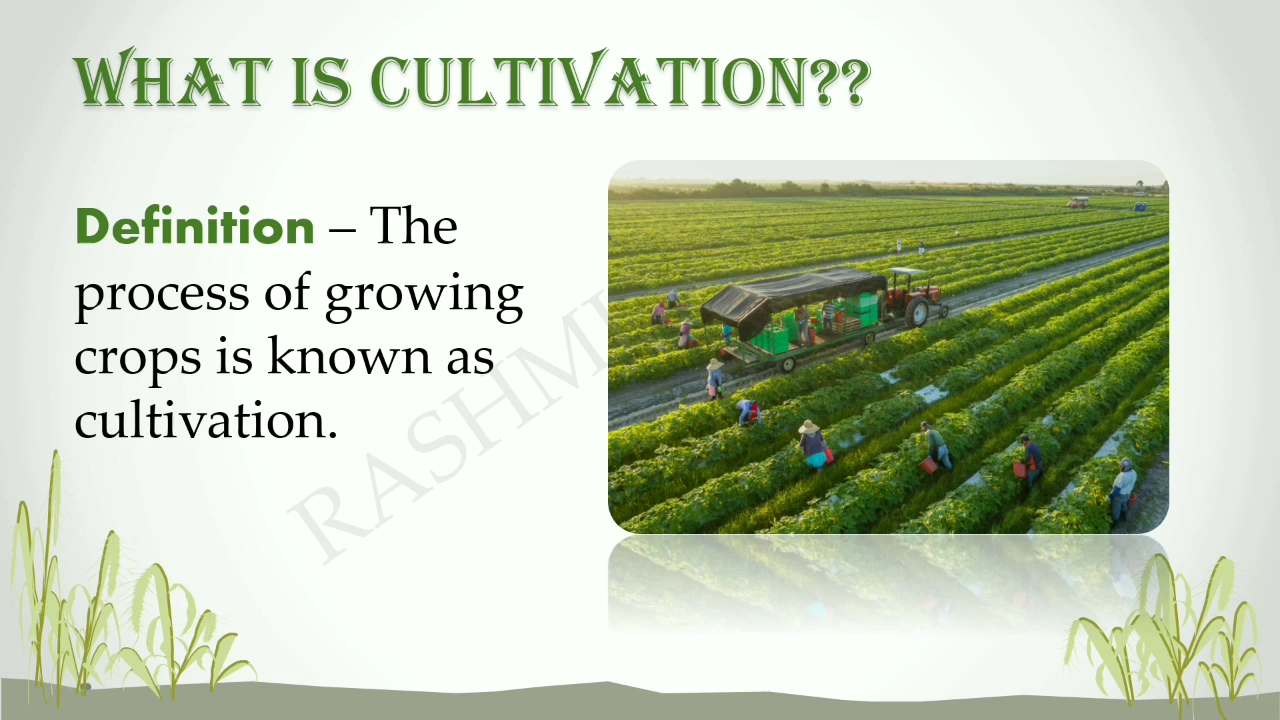 WHAT IS CULTIVATION??
Definition – The
process of growing
crops is known as
cultivation.